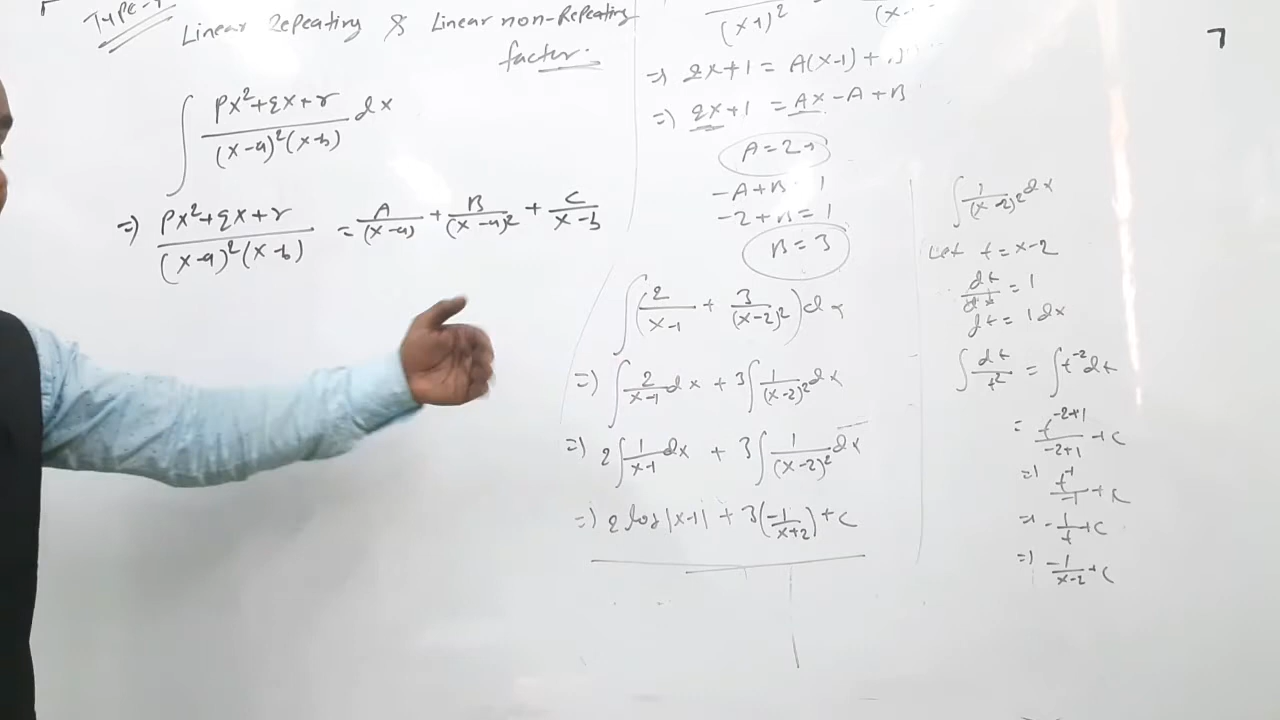 Type-
Linear Repeating & Linear non-Repeating
factor.
∫ px²+qx+r / (x-a)²(x-b) dx
⇒ px²+qx+r / (x-a)²(x-b) = A/(x-a) + B/(x-a)² + C/x-b
(x-1)²
⇒ 2x+1 = A(x-1) +
⇒ 2x+1 = Ax - A + B
A = 2
-A+B 1
-2+B = 1
B = 3
∫(2/x-1 + 3/(x-2)²)dx
⇒ ∫ 2/x-1 dx + 3∫ 1/(x-2)² dx
⇒ 2∫ 1/x-1 dx + 3∫ 1/(x-2)² dx
⇒ 2 log|x-1| + 3(-1/x+2) + C
∫ 1/(x-2)² dx
Let t = x-2
dt/dx = 1
dt = 1dx
∫ dt/t² = ∫ t⁻² dt
= t⁻²⁺¹/-2+1 + C
⇒ t⁻¹/-1 + C
⇒ -1/t + C
⇒ -1/x-2 + C
7